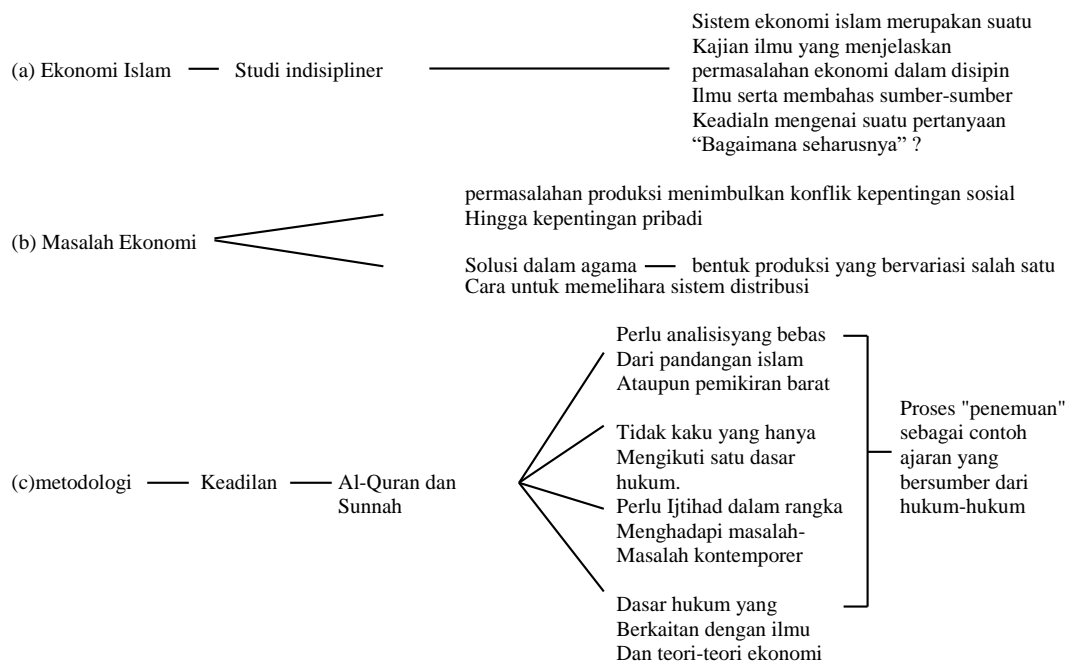 (a) Ekonomi Islam
Studi indisipliner
Sistem ekonomi islam merupakan suatu
Kajian ilmu yang menjelaskan
permasalahan ekonomi dalam disipin
Ilmu serta membahas sumber-sumber
Keadialn mengenai suatu pertanyaan
“Bagaimana seharusnya” ?
(b) Masalah Ekonomi
permasalahan produksi menimbulkan konflik kepentingan sosial
Hingga kepentingan pribadi
Solusi dalam agama
bentuk produksi yang bervariasi salah satu
Cara untuk memelihara sistem distribusi
(c)metodologi
Keadilan
Al-Quran dan
Sunnah
Perlu analisisyang bebas
Dari pandangan islam
Ataupun pemikiran barat
Tidak kaku yang hanya
Mengikuti satu dasar
hukum.
Perlu Ijtihad dalam rangka
Menghadapi masalah-
Masalah kontemporer
Dasar hukum yang
Berkaitan dengan ilmu
Dan teori-teori ekonomi
Proses "penemuan"
sebagai contoh
ajaran yang
bersumber dari
hukum-hukum